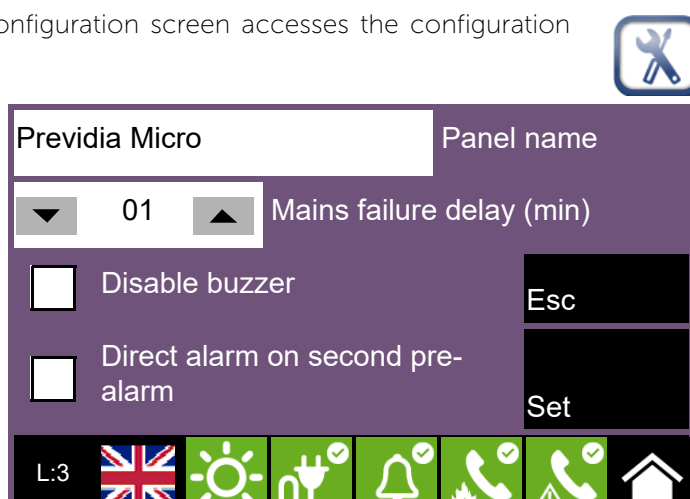 onfiguration screen accesses the configuration
Previdia Micro
Panel name
01
Mains failure delay (min)
Disable buzzer
Esc
Direct alarm on second pre-
alarm
Set
L:3